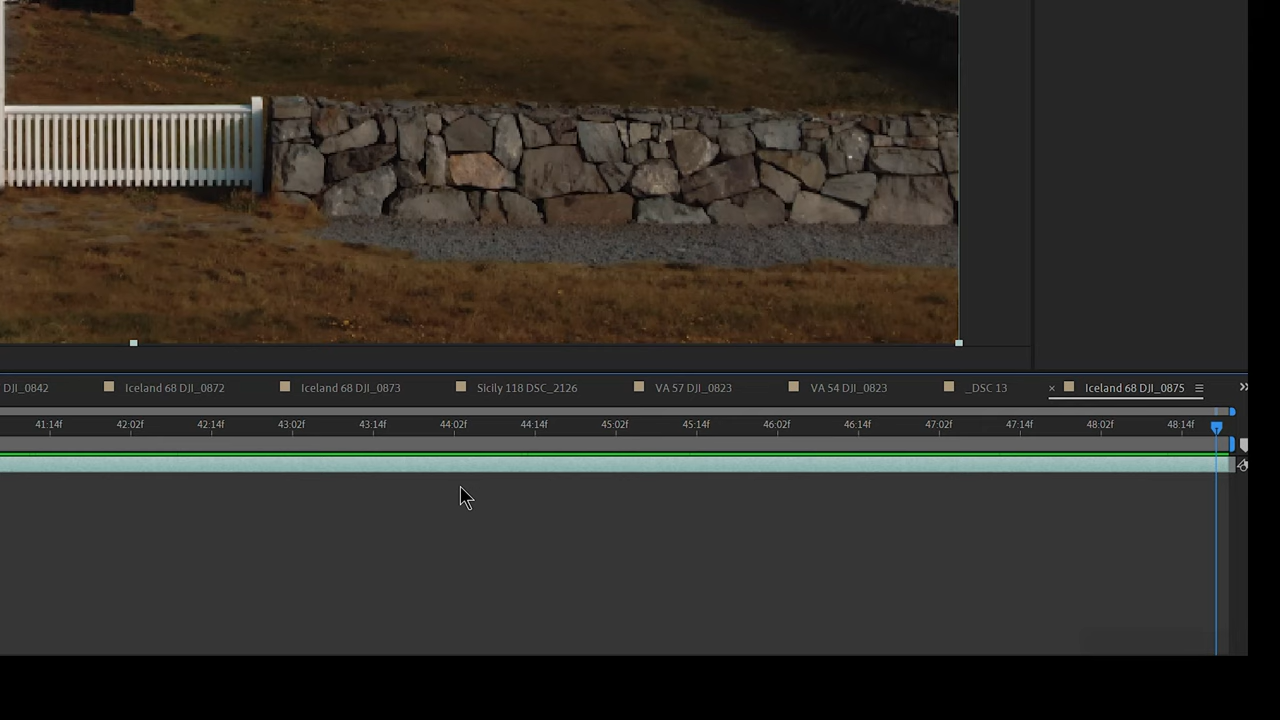 DJI_0842 Iceland 68 DJI_0872 Iceland 68 DJI_0873 Sicily 118 DSC_2126 VA 57 DJI_0823 VA 54 DJI_0823 _DSC 13 × Iceland 68 DJI_0875 ☰ »
41:14f 42:02f 42:14f 43:02f 43:14f 44:02f 44:14f 45:02f 45:14f 46:02f 46:14f 47:02f 47:14f 48:02f 48:14f